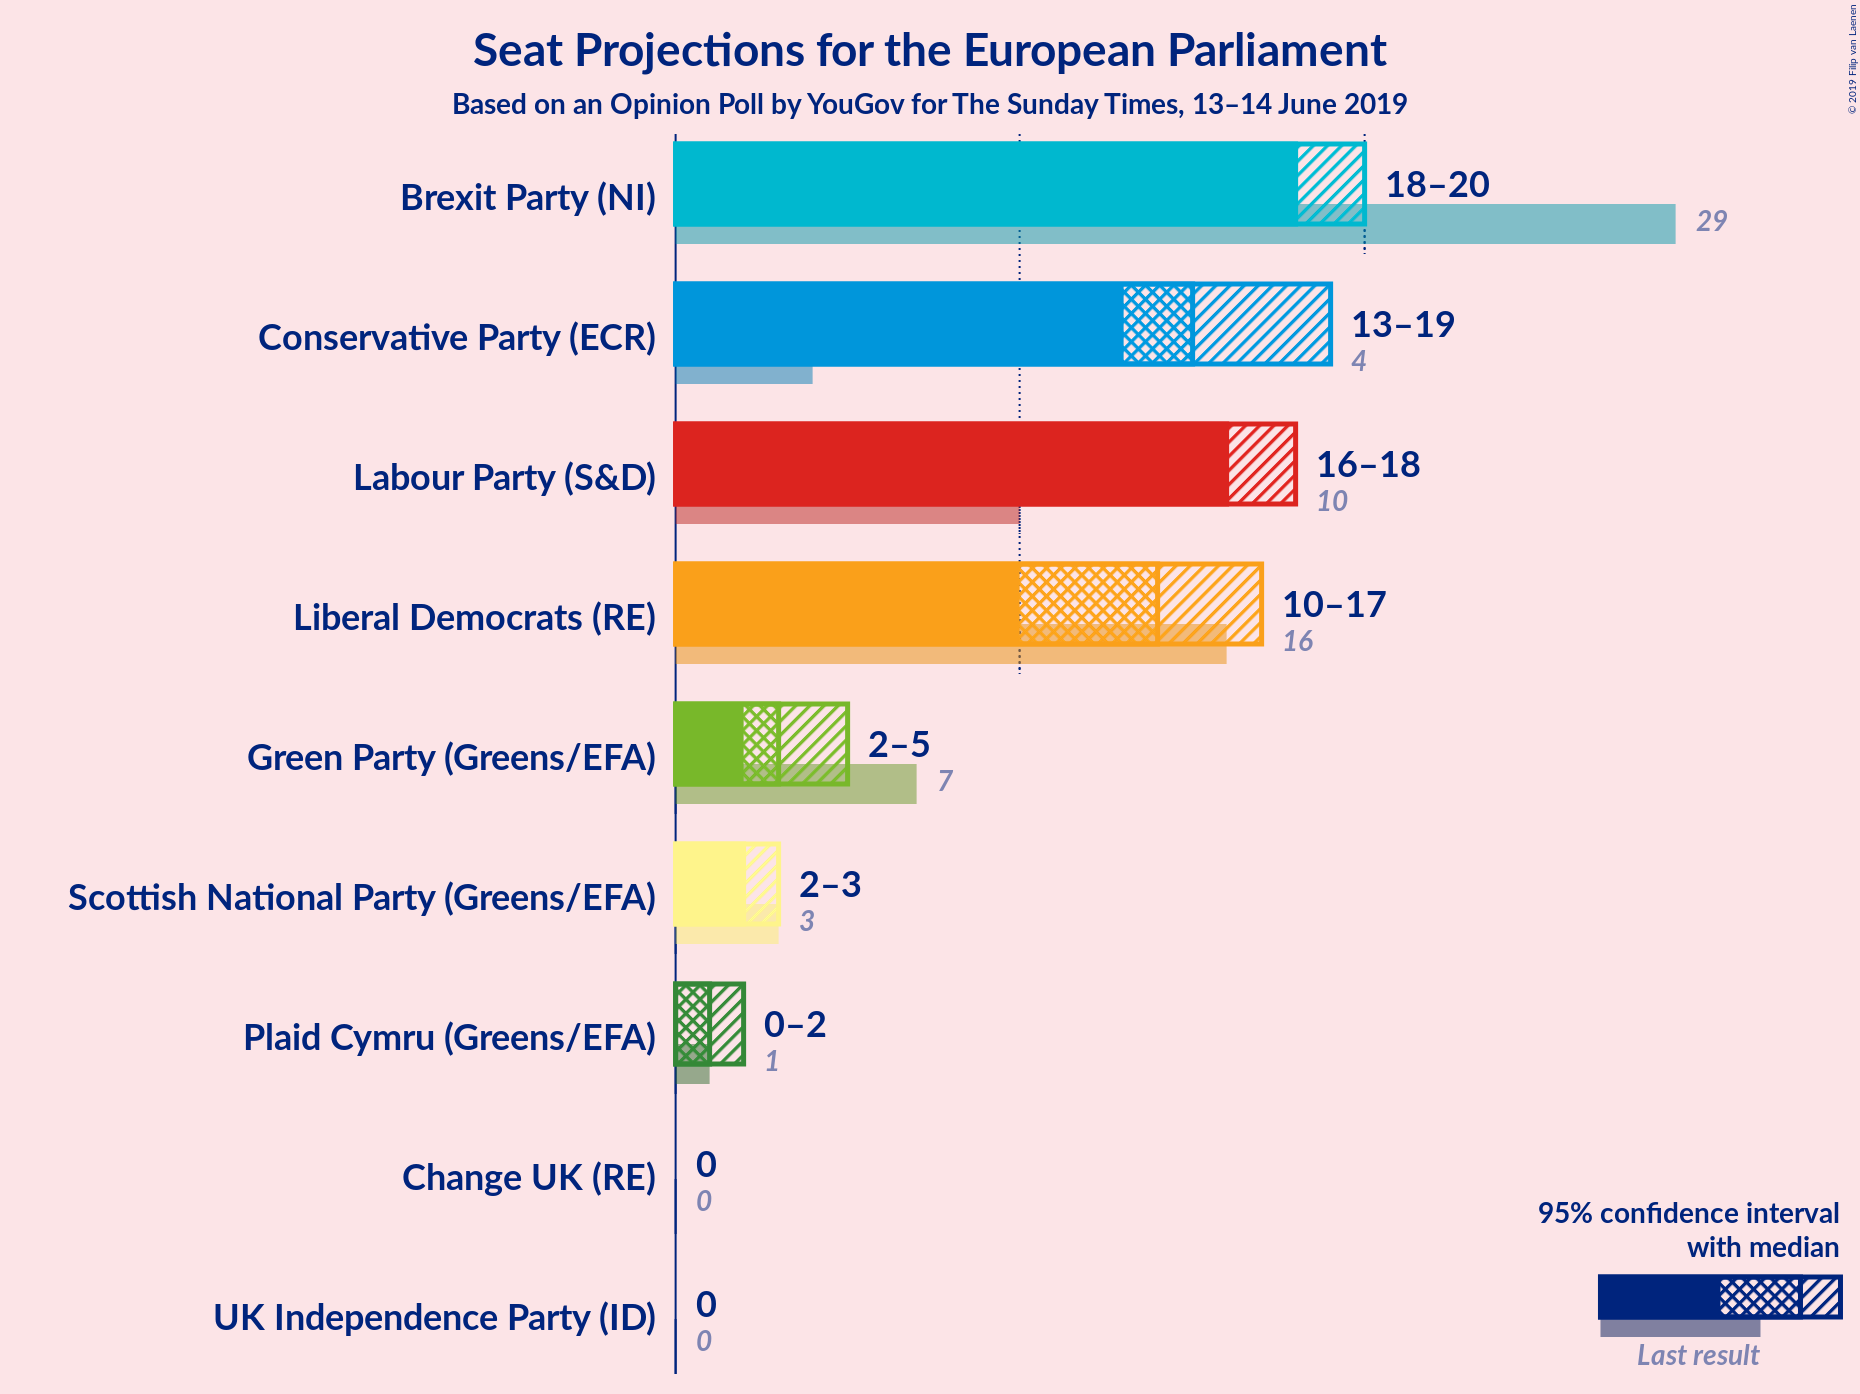 Seat Projections for the European Parliament
Based on an Opinion Poll by YouGov for The Sunday Times, 13–14 June 2019
© 2019 Filip van Laenen
Brexit Party (NI)
18–20
29
Conservative Party (ECR)
13–19
4
Labour Party (S&D)
16–18
10
Liberal Democrats (RE)
10–17
16
Green Party (Greens/EFA)
2–5
7
Scottish National Party (Greens/EFA)
2–3
3
Plaid Cymru (Greens/EFA)
0–2
1
Change UK (RE)
0
0
UK Independence Party (ID)
0
0
95% confidence interval
with median
Last result